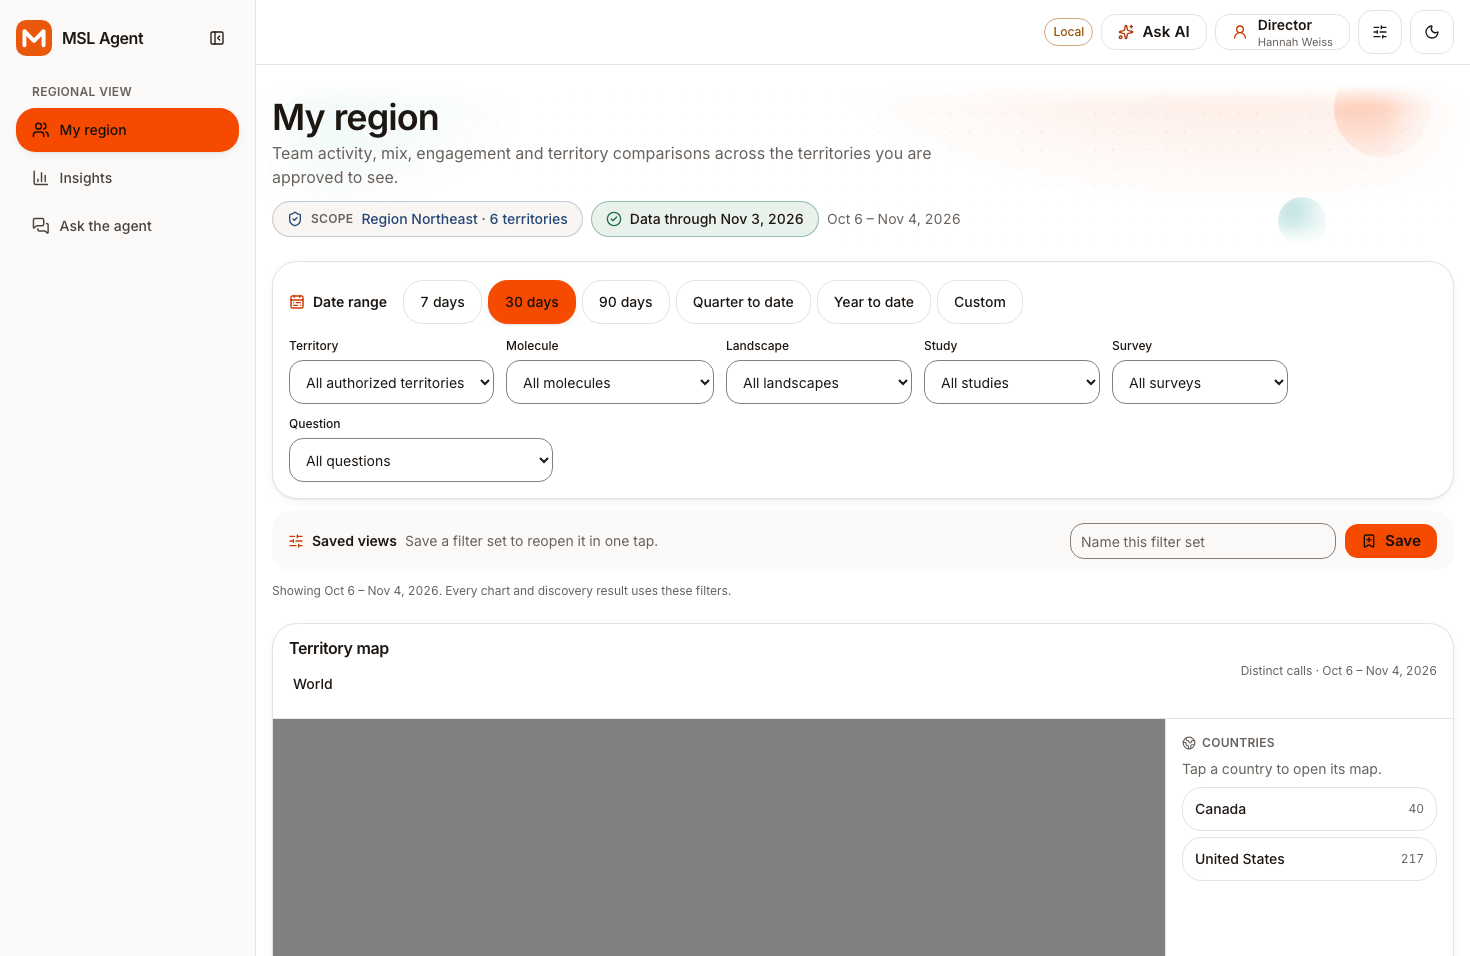 MSL Agent
REGIONAL VIEW
My region
Insights
Ask the agent
Local
Ask AI
Director
Hannah Weiss
My region
Team activity, mix, engagement and territory comparisons across the territories you are
approved to see.
SCOPE Region Northeast · 6 territories
Data through Nov 3, 2026
Oct 6 – Nov 4, 2026
Date range
7 days
30 days
90 days
Quarter to date
Year to date
Custom
Territory
All authorized territories
Molecule
All molecules
Landscape
All landscapes
Study
All studies
Survey
All surveys
Question
All questions
Saved views Save a filter set to reopen it in one tap.
Name this filter set
Save
Showing Oct 6 – Nov 4, 2026. Every chart and discovery result uses these filters.
Territory map
World
Distinct calls · Oct 6 – Nov 4, 2026
COUNTRIES
Tap a country to open its map.
Canada 40
United States 217